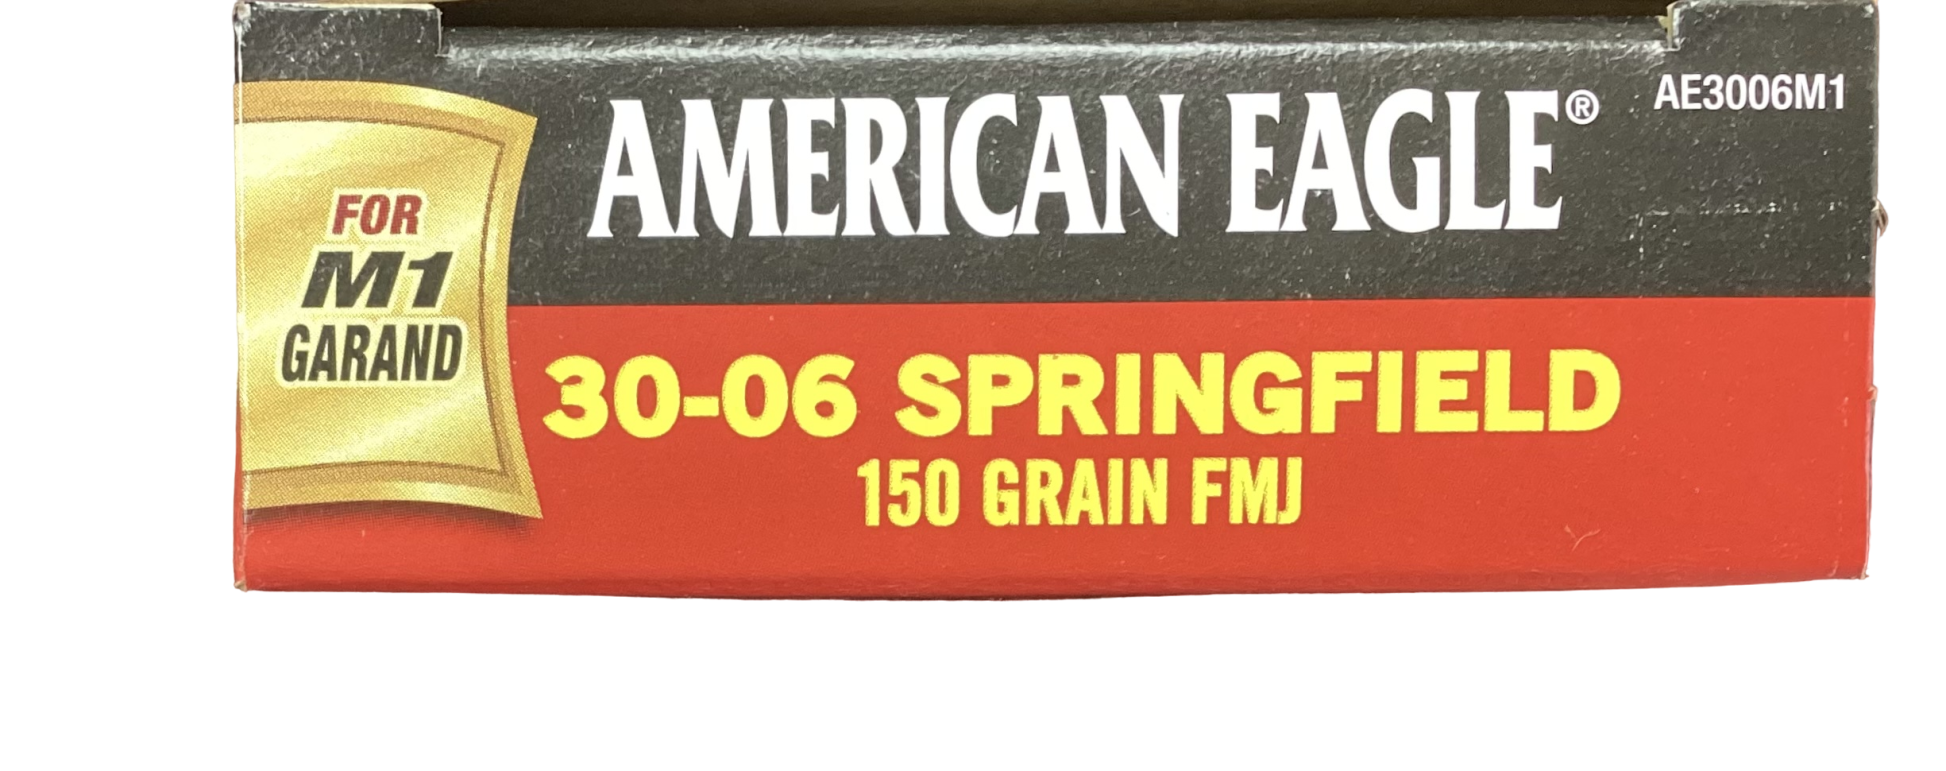 AMERICAN EAGLE®
AE3006M1
FOR
M1
GARAND
30-06 SPRINGFIELD
150 GRAIN FMJ